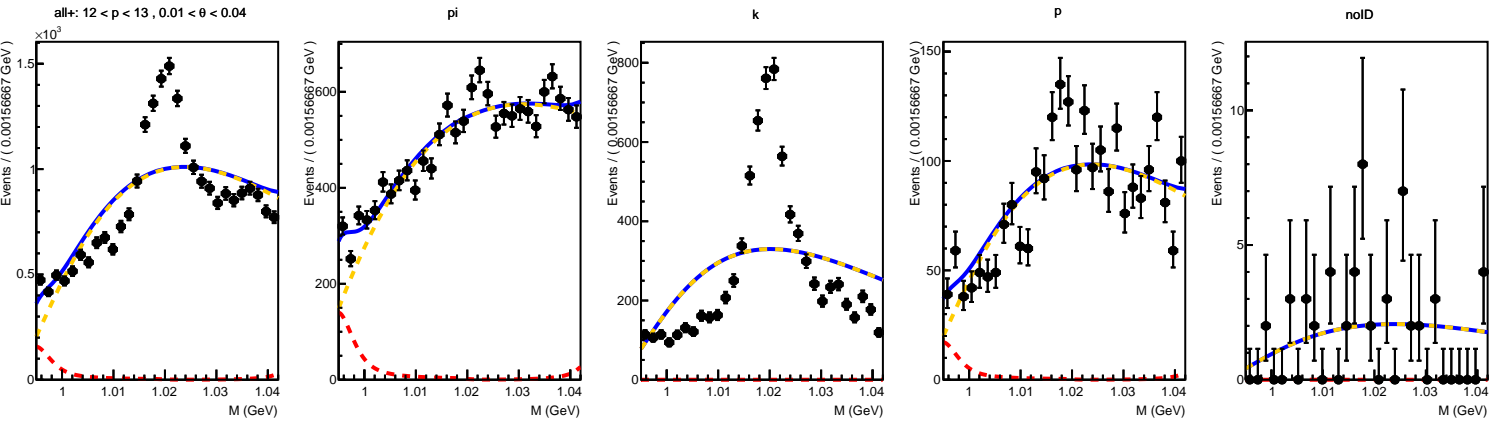 all+: 12 < p < 13 , 0.01 < θ < 0.04
×10³
Events / ( 0.00156667 GeV )
1.5
1
0.5
0
1 1.01 1.02 1.03 1.04
M (GeV)
pi
Events / ( 0.00156667 GeV )
600
400
200
0
1 1.01 1.02 1.03 1.04
M (GeV)
k
Events / ( 0.00156667 GeV )
800
600
400
200
0
1 1.01 1.02 1.03 1.04
M (GeV)
p
Events / ( 0.00156667 GeV )
150
100
50
0
1 1.01 1.02 1.03 1.04
M (GeV)
noID
Events / ( 0.00156667 GeV )
10
5
0
1 1.01 1.02 1.03 1.04
M (GeV)